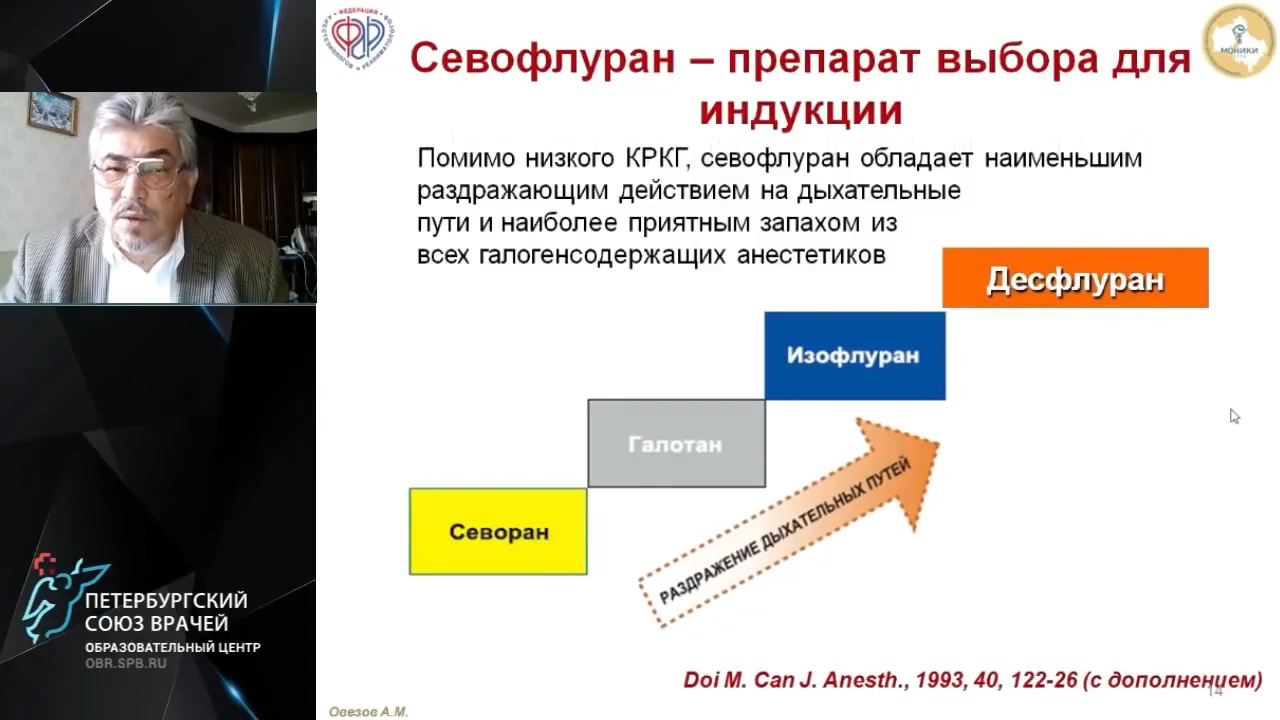 Севофлуран – препарат выбора для
индукции
МОНИКИ
Помимо низкого КРКГ, севофлуран обладает наименьшим
раздражающим действием на дыхательные
пути и наиболее приятным запахом из
всех галогенсодержащих анестетиков
Десфлуран
Изофлуран
Галотан
Севоран
РАЗДРАЖЕНИЕ ДЫХАТЕЛЬНЫХ ПУТЕЙ
ПЕТЕРБУРГСКИЙ
СОЮЗ ВРАЧЕЙ
ОБРАЗОВАТЕЛЬНЫЙ ЦЕНТР
OBR.SPB.RU
Doi M. Can J. Anesth., 1993, 40, 122-26 (с дополнением)
14
Овезов А.М.